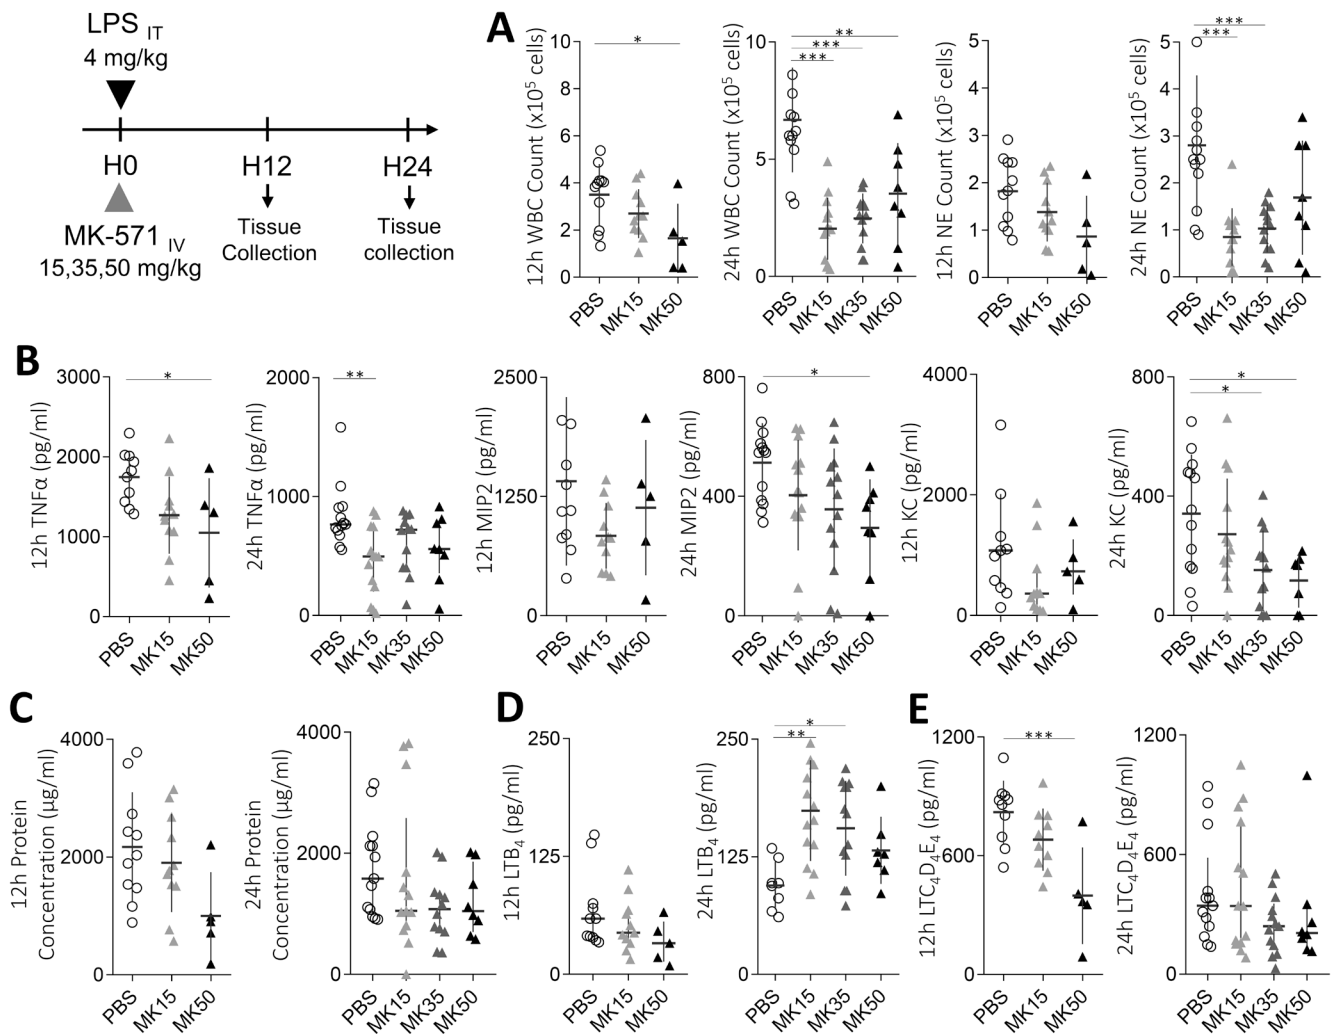 LPS IT
4 mg/kg
H0
H12
H24
MK-571 IV
15,35,50 mg/kg
Tissue
Collection
Tissue
collection
A
12h WBC Count (x10⁵ cells)
10
8
6
4
2
0
*
PBS
MK15
MK50
24h WBC Count (x10⁵ cells)
10
5
0
**
***
***
PBS
MK15
MK35
MK50
12h NE Count (x10⁵ cells)
5
4
3
2
1
0
PBS
MK15
MK50
24h NE Count (x10⁵ cells)
5
4
3
2
1
0
***
***
PBS
MK15
MK35
MK50
B
12h TNFα (pg/ml)
3000
2000
1000
0
*
PBS
MK15
MK50
24h TNFα (pg/ml)
2000
1000
0
**
PBS
MK15
MK35
MK50
12h MIP2 (pg/ml)
2500
1250
0
PBS
MK15
MK50
24h MIP2 (pg/ml)
800
400
0
*
PBS
MK15
MK35
MK50
12h KC (pg/ml)
4000
2000
0
PBS
MK15
MK50
24h KC (pg/ml)
800
400
0
*
*
PBS
MK15
MK35
MK50
C
12h Protein
Concentration (µg/ml)
4000
2000
0
PBS
MK15
MK50
24h Protein
Concentration (µg/ml)
4000
2000
0
PBS
MK15
MK35
MK50
D
12h LTB₄ (pg/ml)
250
125
0
PBS
MK15
MK50
24h LTB₄ (pg/ml)
250
125
0
*
**
PBS
MK15
MK35
MK50
E
12h LTC₄D₄E₄ (pg/ml)
1200
600
0
***
PBS
MK15
MK50
24h LTC₄D₄E₄ (pg/ml)
1200
600
0
PBS
MK15
MK35
MK50